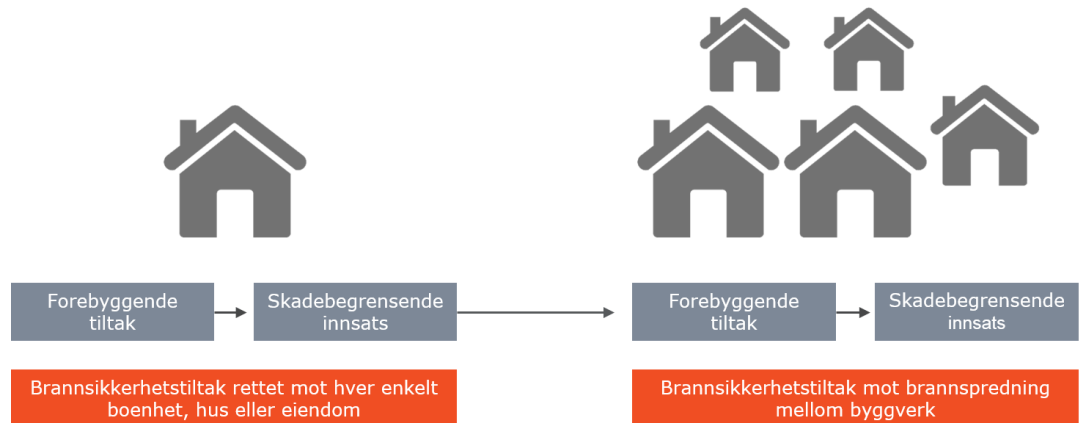 Forebyggende
tiltak
Skadebegrensende
innsats
Forebyggende
tiltak
Skadebegrensende
innsats
Brannsikkerhetstiltak rettet mot hver enkelt
boenhet, hus eller eiendom
Brannsikkerhetstiltak mot brannspredning
mellom byggverk